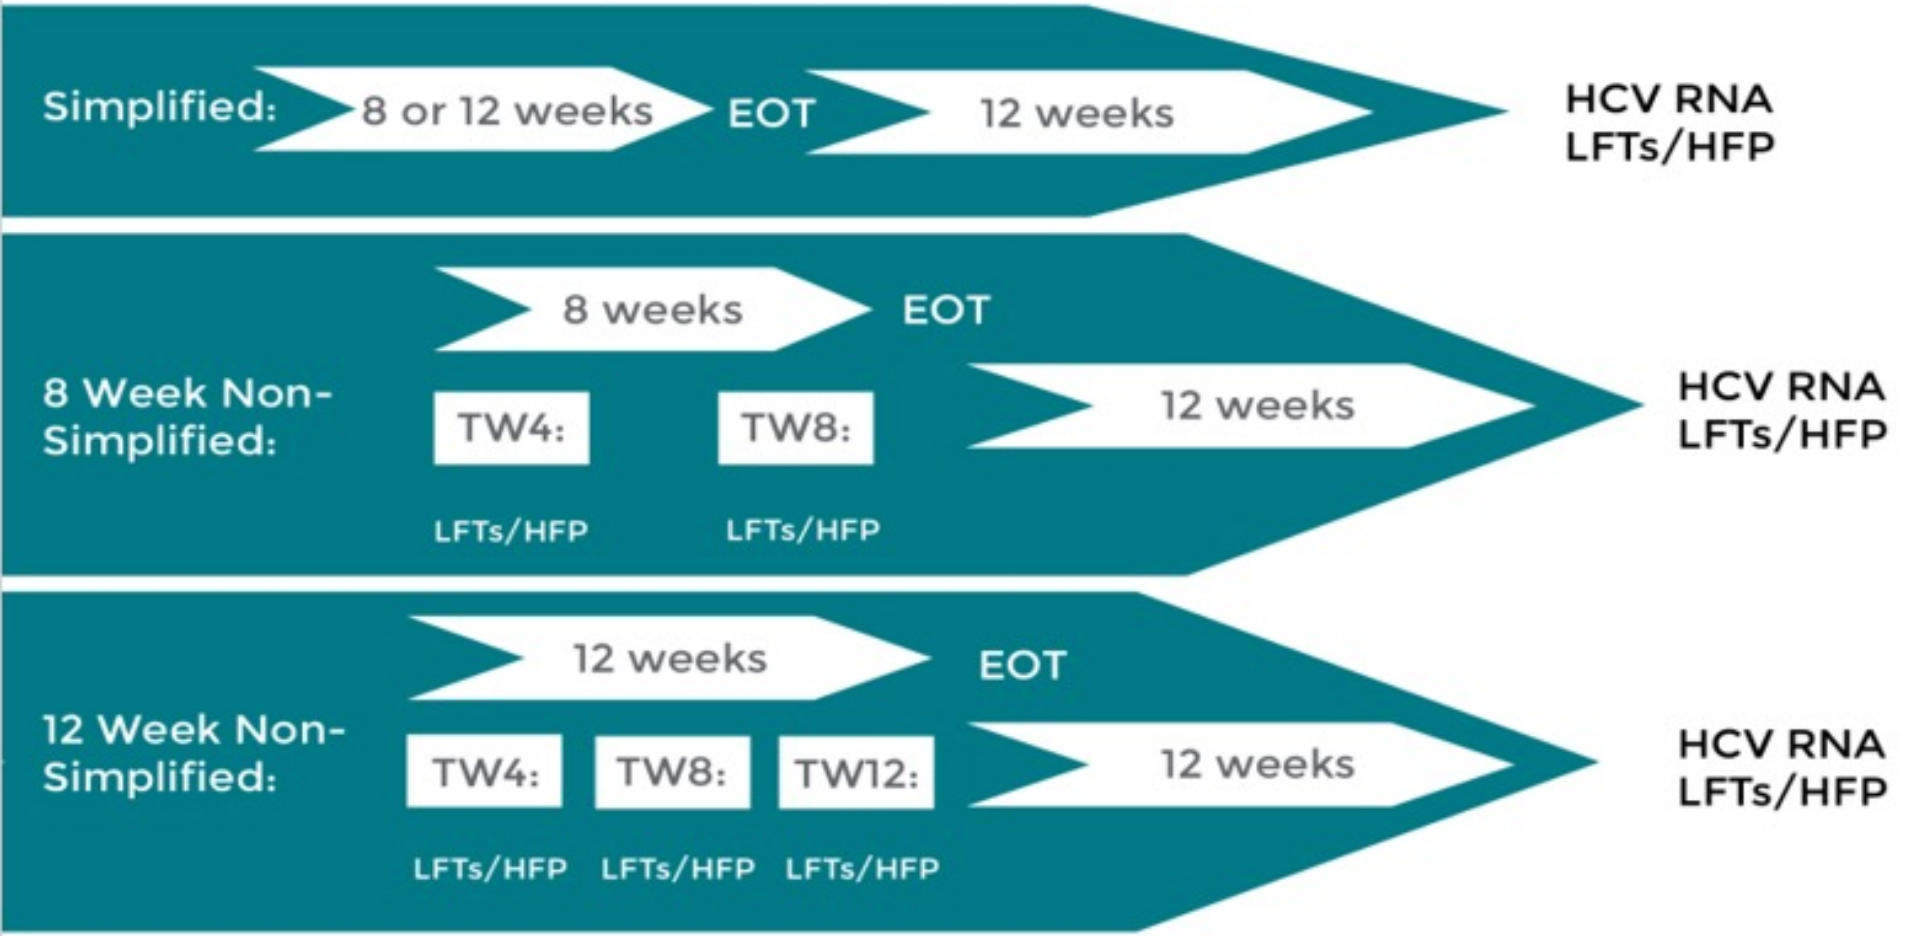 Simplified:
8 or 12 weeks
EOT
12 weeks
HCV RNA
LFTs/HFP
8 Week Non-
Simplified:
8 weeks
EOT
TW4:
TW8:
LFTs/HFP
LFTs/HFP
12 weeks
HCV RNA
LFTs/HFP
12 Week Non-
Simplified:
12 weeks
EOT
TW4:
TW8:
TW12:
LFTs/HFP
LFTs/HFP
LFTs/HFP
12 weeks
HCV RNA
LFTs/HFP